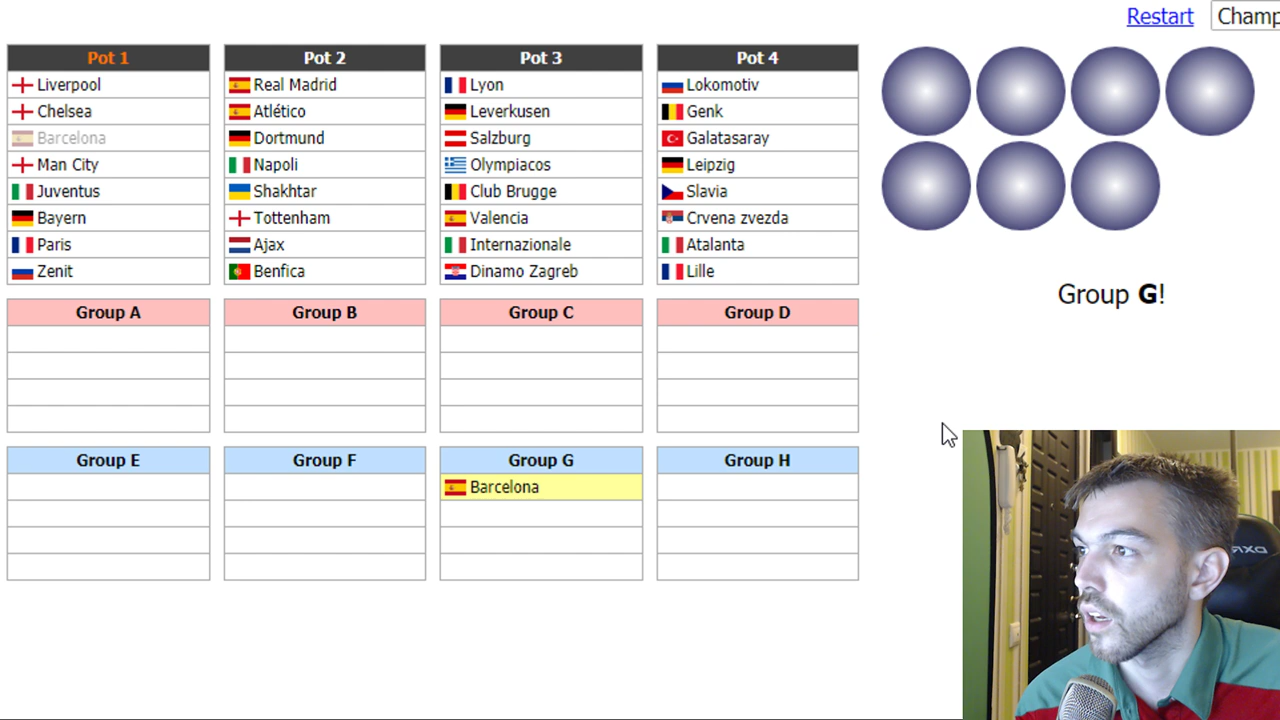 Restart Champ
Pot 1 Pot 2 Pot 3 Pot 4
Liverpool Real Madrid Lyon Lokomotiv
Chelsea Atlético Leverkusen Genk
Barcelona Dortmund Salzburg Galatasaray
Man City Napoli Olympiacos Leipzig
Juventus Shakhtar Club Brugge Slavia
Bayern Tottenham Valencia Crvena zvezda
Paris Ajax Internazionale Atalanta
Zenit Benfica Dinamo Zagreb Lille
Group G!
Group A Group B Group C Group D
Group E Group F Group G Group H
Barcelona
DXR